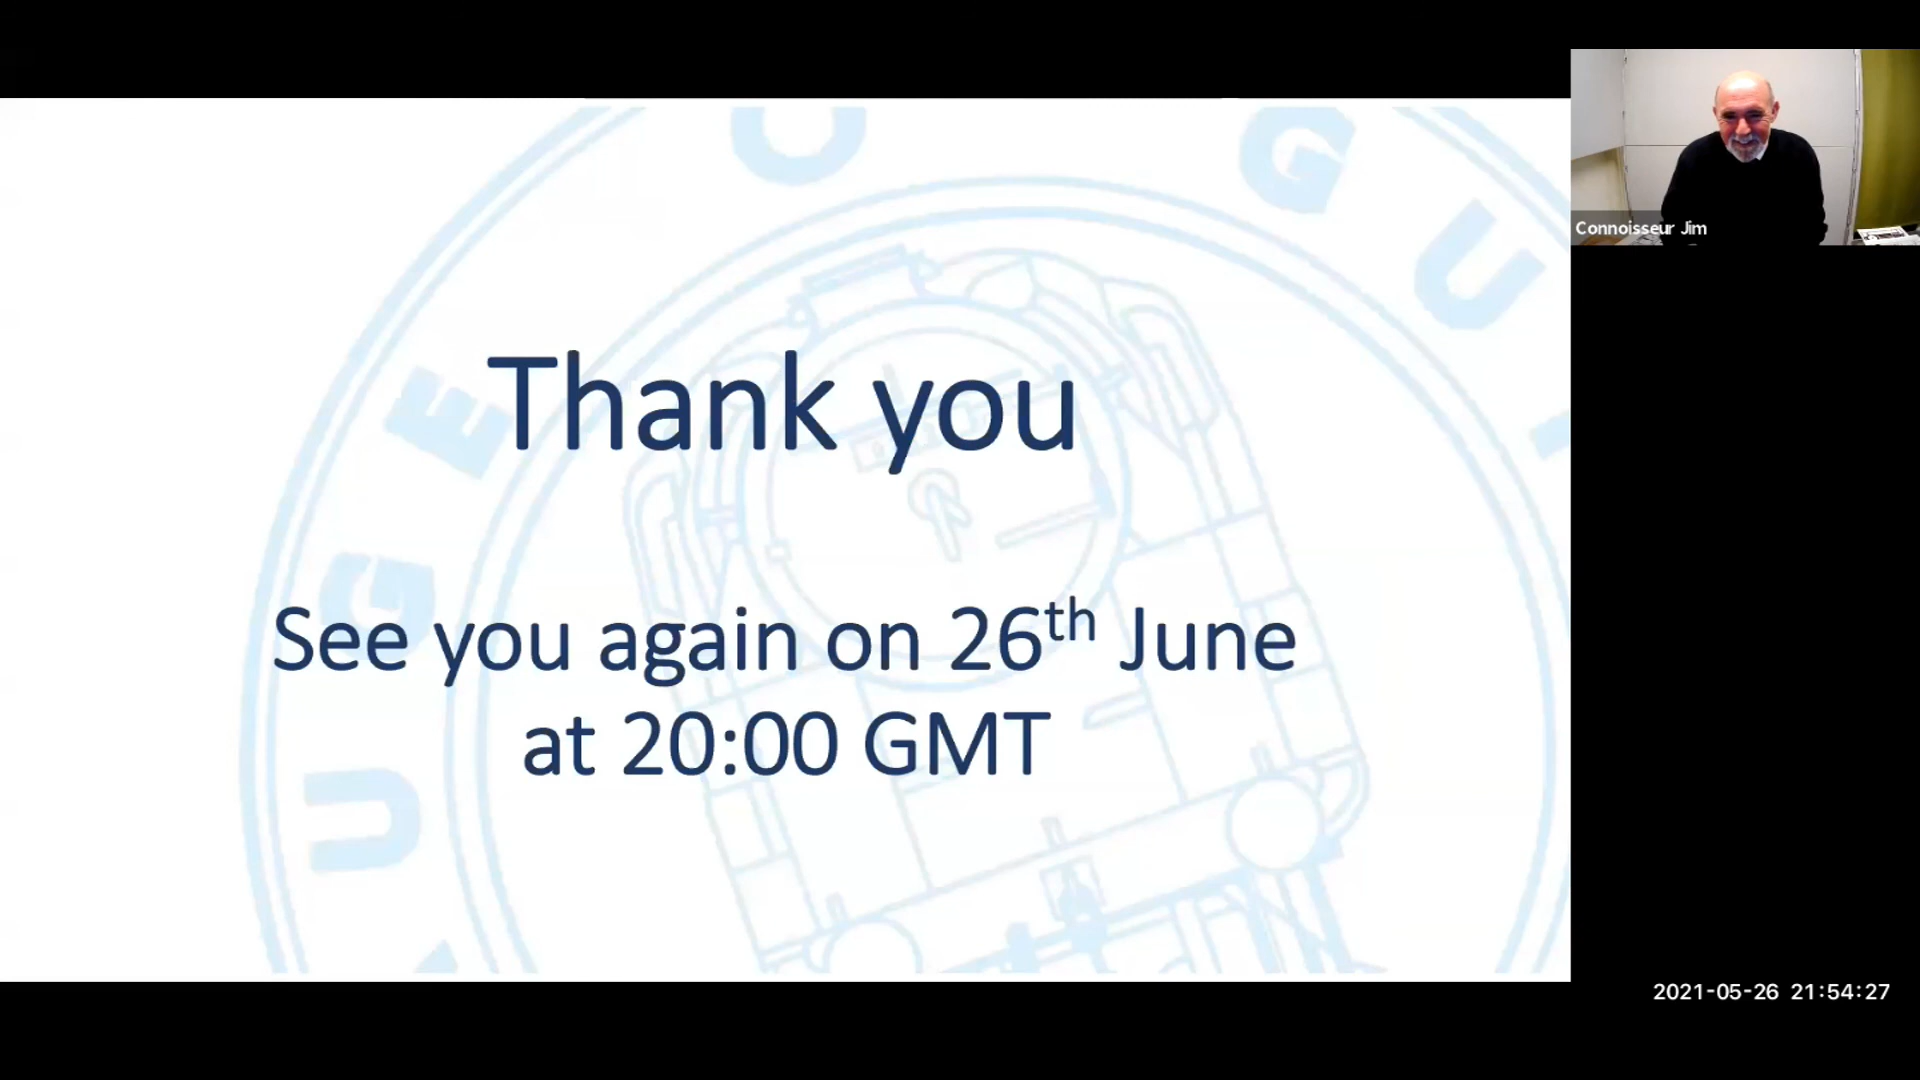 Thank you
See you again on 26th June
at 20:00 GMT
Connoisseur Jim
2021-05-26 21:54:27